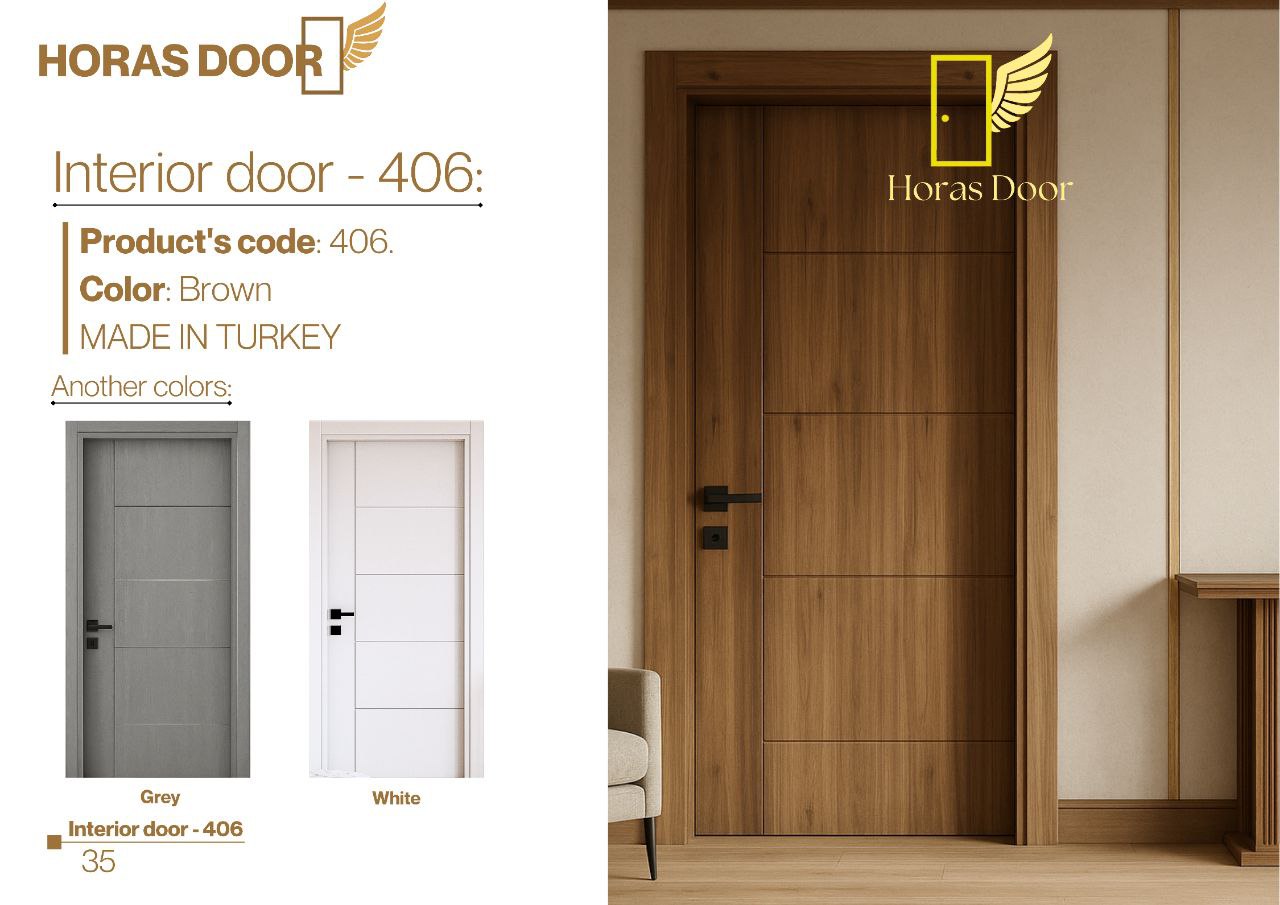 HORAS DOOR
Interior door - 406:
Product's code: 406.
Color: Brown
MADE IN TURKEY
Another colors:
Grey
White
Interior door - 406
35
Horas Door